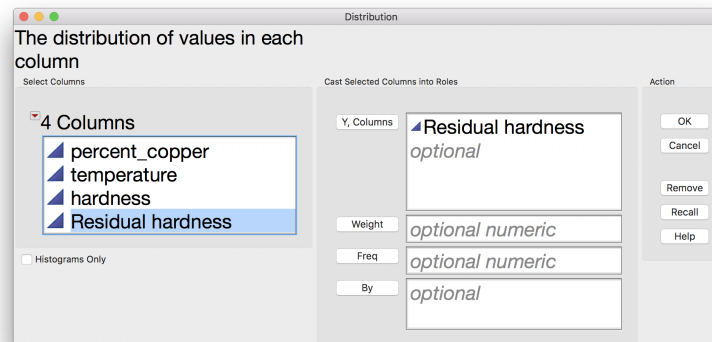 Distribution
The distribution of values in each
column
Select Columns
4 Columns
percent_copper
temperature
hardness
Residual hardness
Histograms Only
Cast Selected Columns into Roles
Y, Columns
Residual hardness
optional
Weight
optional numeric
Freq
optional numeric
By
optional
Action
OK
Cancel
Remove
Recall
Help